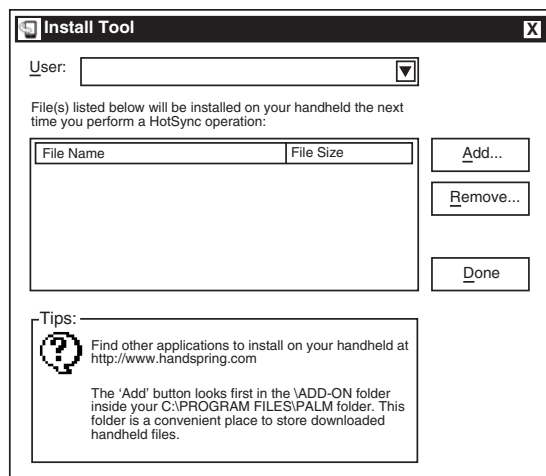 Install Tool X
User:
File(s) listed below will be installed on your handheld the next
time you perform a HotSync operation:
File Name File Size
Add...
Remove...
Done
Tips:
Find other applications to install on your handheld at
http://www.handspring.com
The ‘Add’ button looks first in the \ADD-ON folder
inside your C:\PROGRAM FILES\PALM folder. This
folder is a convenient place to store downloaded
handheld files.